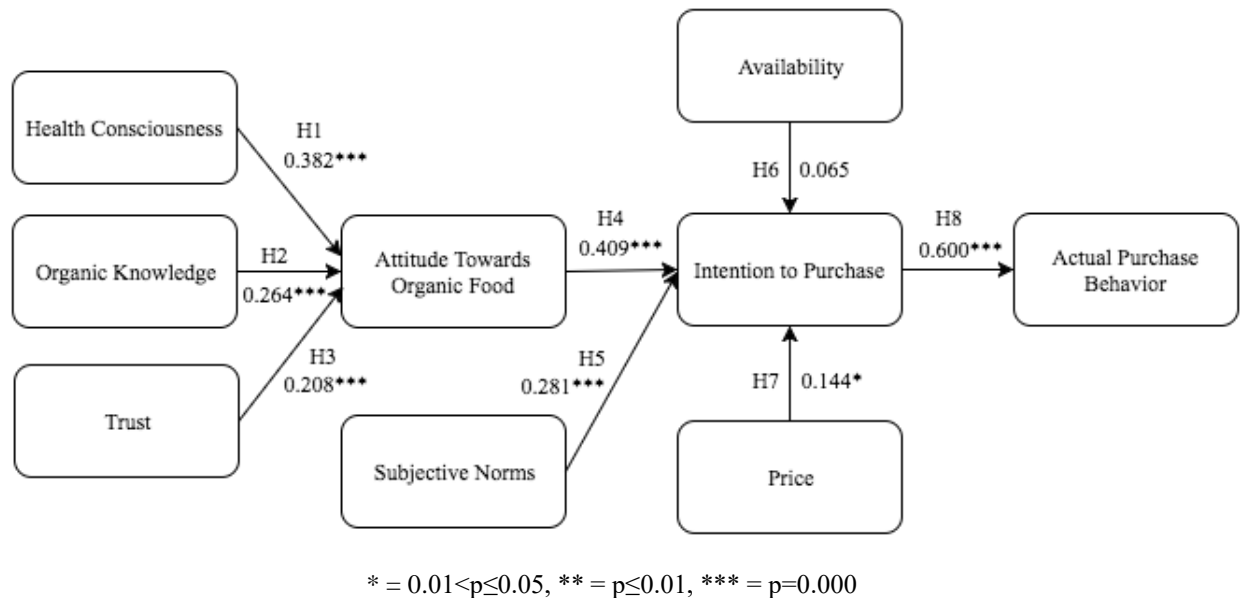 Availability
Health Consciousness
H1
0.382***
H6 0.065
Organic Knowledge
H2
0.264***
Attitude Towards
Organic Food
H4
0.409***
Intention to Purchase
H8
0.600***
Actual Purchase
Behavior
Trust
H3
0.208***
H5
0.281***
H7 0.144*
Subjective Norms
Price
* = 0.01<p≤0.05, ** = p≤0.01, *** = p=0.000